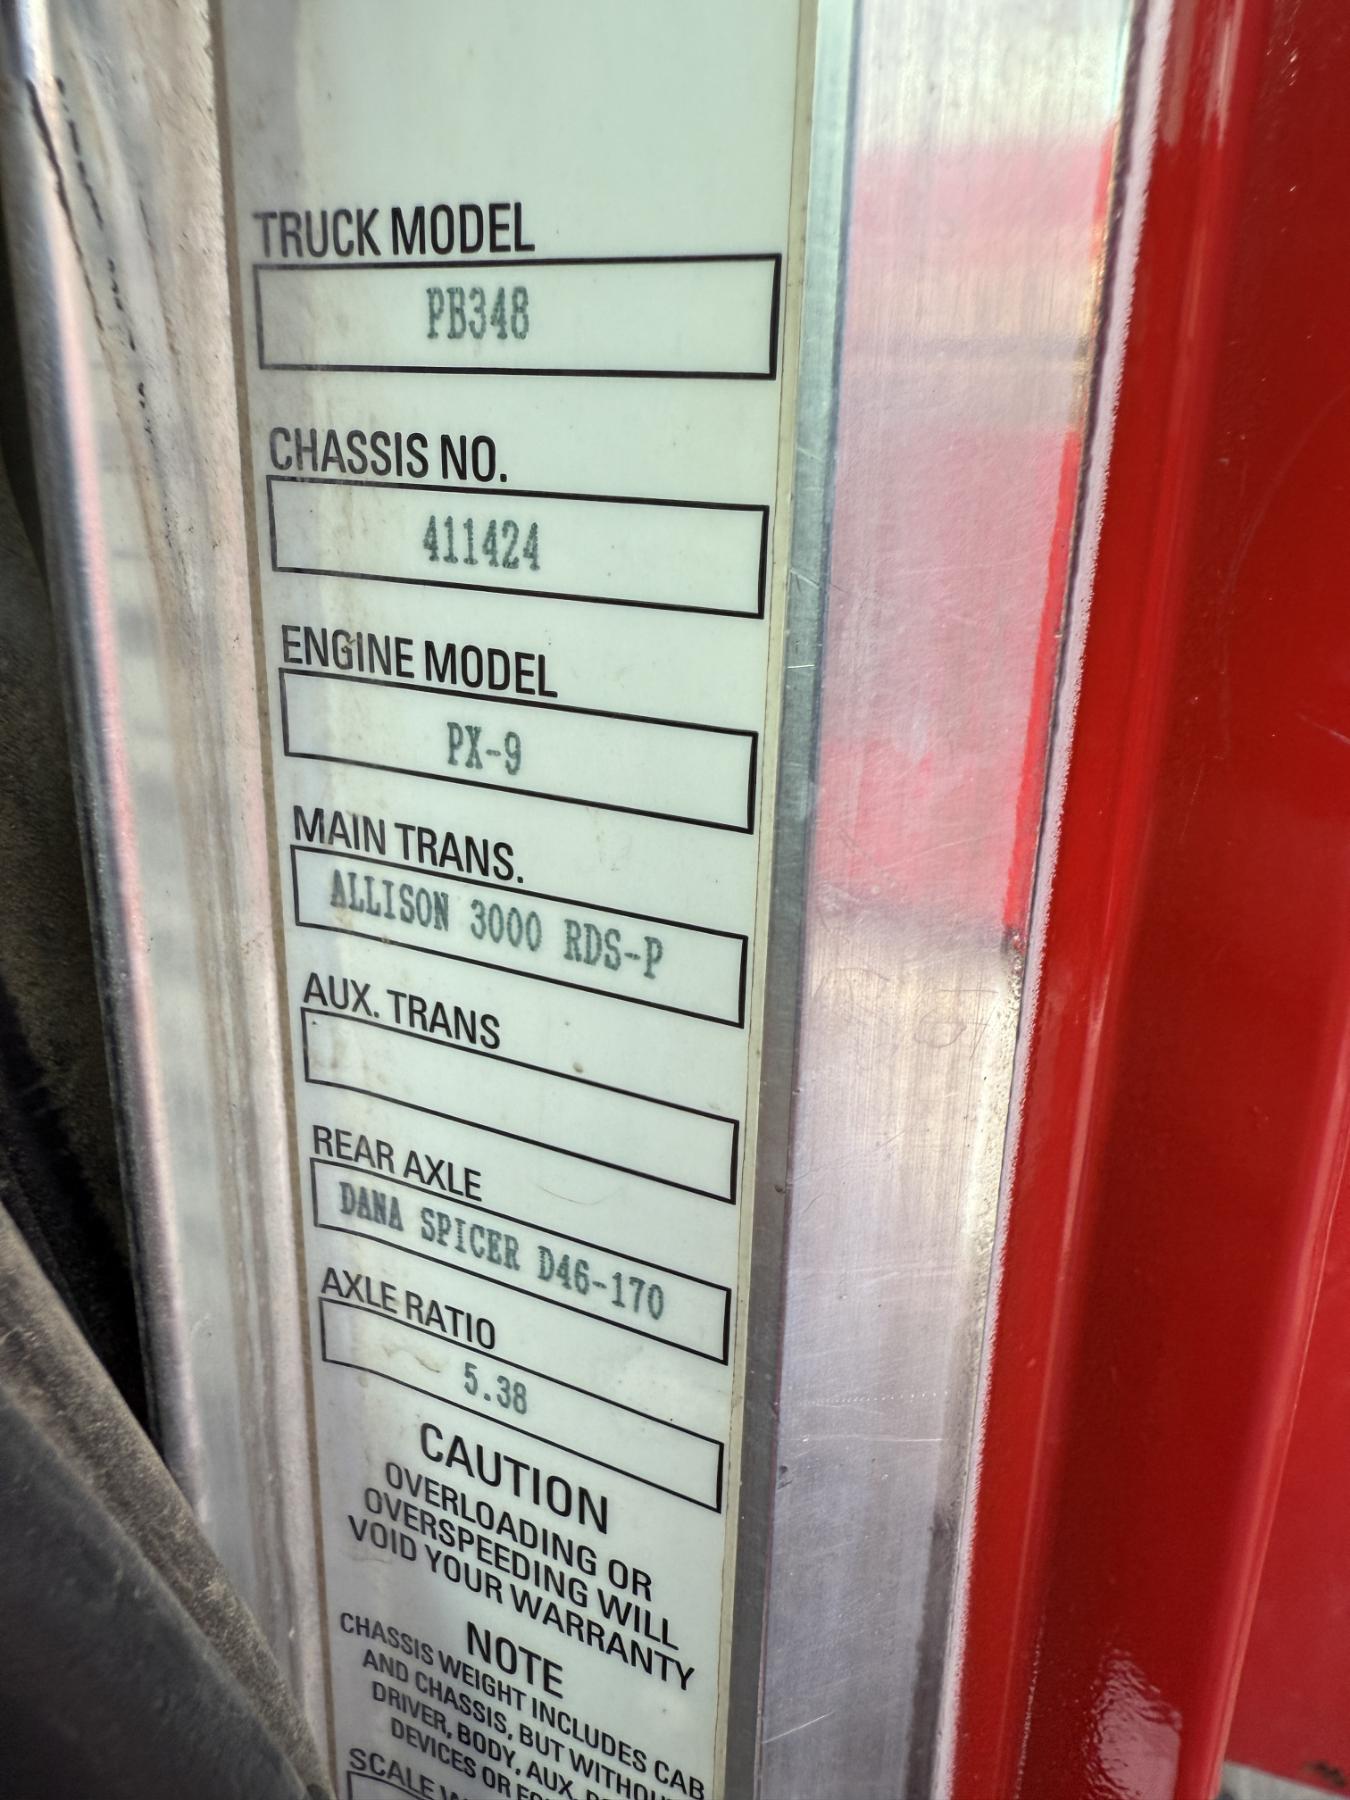 TRUCK MODEL
PB348
CHASSIS NO.
411424
ENGINE MODEL
PX-9
MAIN TRANS.
ALLISON 3000 RDS-P
AUX. TRANS
REAR AXLE
DANA SPICER D46-170
AXLE RATIO
5.38
CAUTION
OVERLOADING OR
OVERSPEEDING WILL
VOID YOUR WARRANTY
NOTE
CHASSIS WEIGHT INCLUDES CAB
AND CHASSIS, BUT WITHOUT
DRIVER, BODY, AUX.
DEVICES OR
SCALE